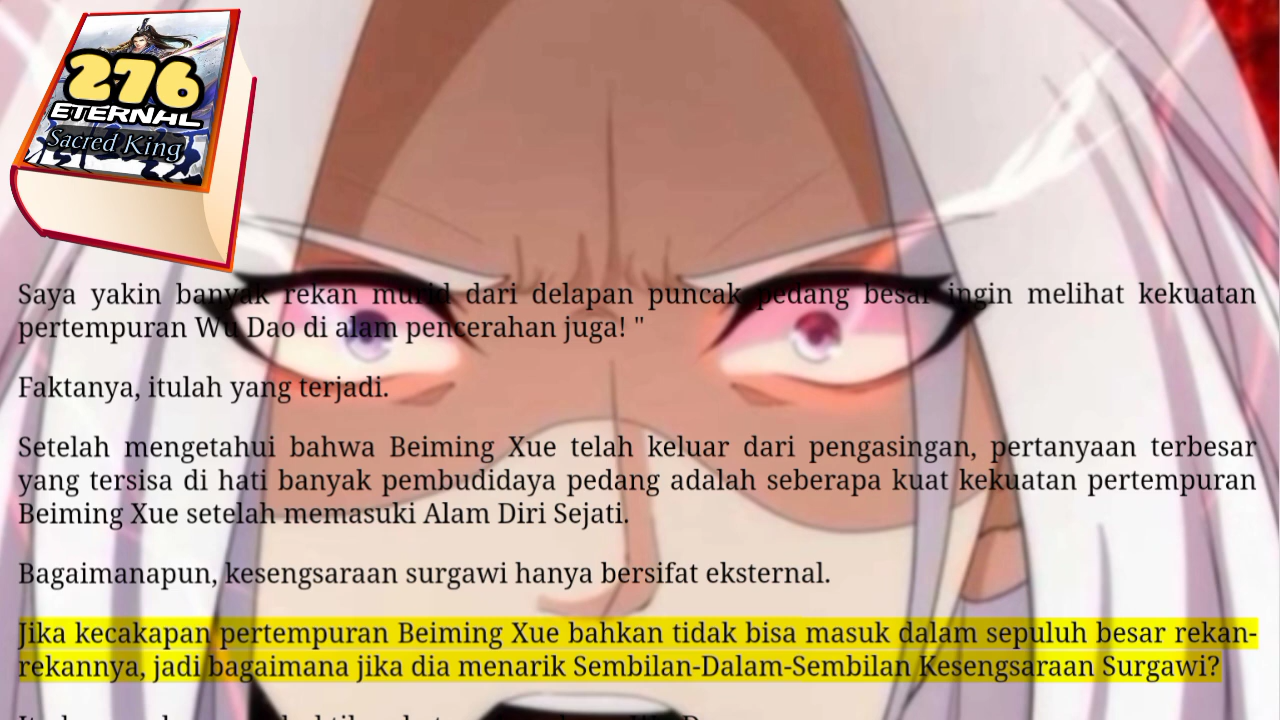 276
ETERNAL
Sacred King
Saya yakin banyak rekan murid dari delapan puncak pedang besar ingin melihat kekuatan
pertempuran Wu Dao di alam pencerahan juga! "
Faktanya, itulah yang terjadi.
Setelah mengetahui bahwa Beiming Xue telah keluar dari pengasingan, pertanyaan terbesar
yang tersisa di hati banyak pembudidaya pedang adalah seberapa kuat kekuatan pertempuran
Beiming Xue setelah memasuki Alam Diri Sejati.
Bagaimanapun, kesengsaraan surgawi hanya bersifat eksternal.
Jika kecakapan pertempuran Beiming Xue bahkan tidak bisa masuk dalam sepuluh besar rekan-
rekannya, jadi bagaimana jika dia menarik Sembilan-Dalam-Sembilan Kesengsaraan Surgawi?